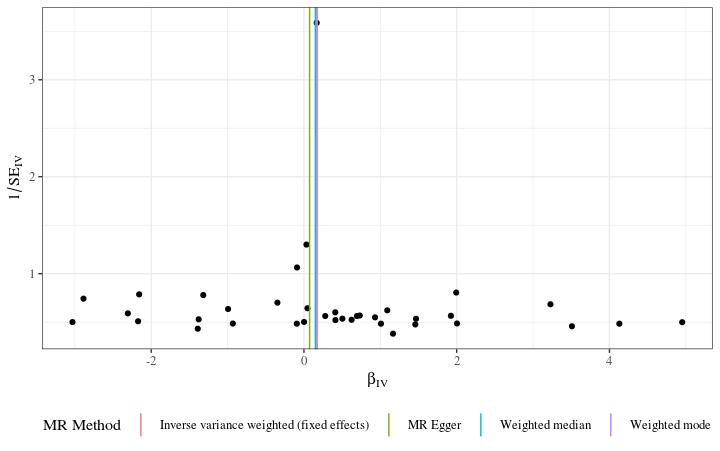 3
2
1
1/SE_IV
-2 0 2 4
β_IV
MR Method Inverse variance weighted (fixed effects) MR Egger Weighted median Weighted mode